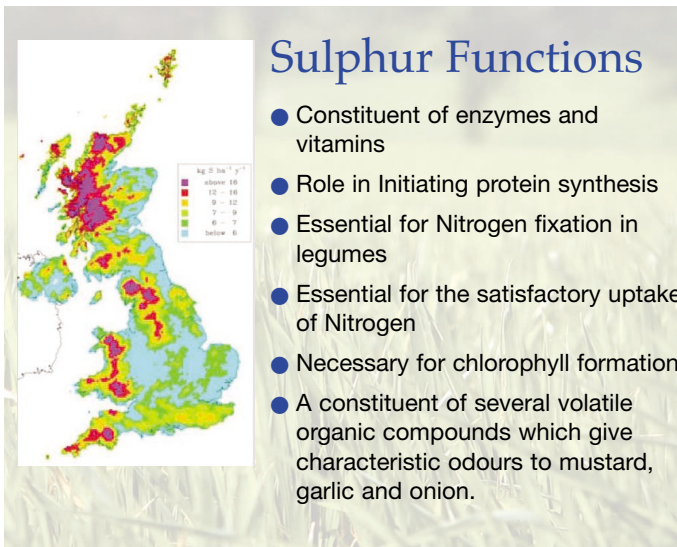 Sulphur Functions
kg S ha⁻¹ y⁻¹
above 16
12 - 16
9 - 12
7 - 9
6 - 7
below 6
● Constituent of enzymes and
vitamins
● Role in Initiating protein synthesis
● Essential for Nitrogen fixation in
legumes
● Essential for the satisfactory uptake
of Nitrogen
● Necessary for chlorophyll formation
● A constituent of several volatile
organic compounds which give
characteristic odours to mustard,
garlic and onion.